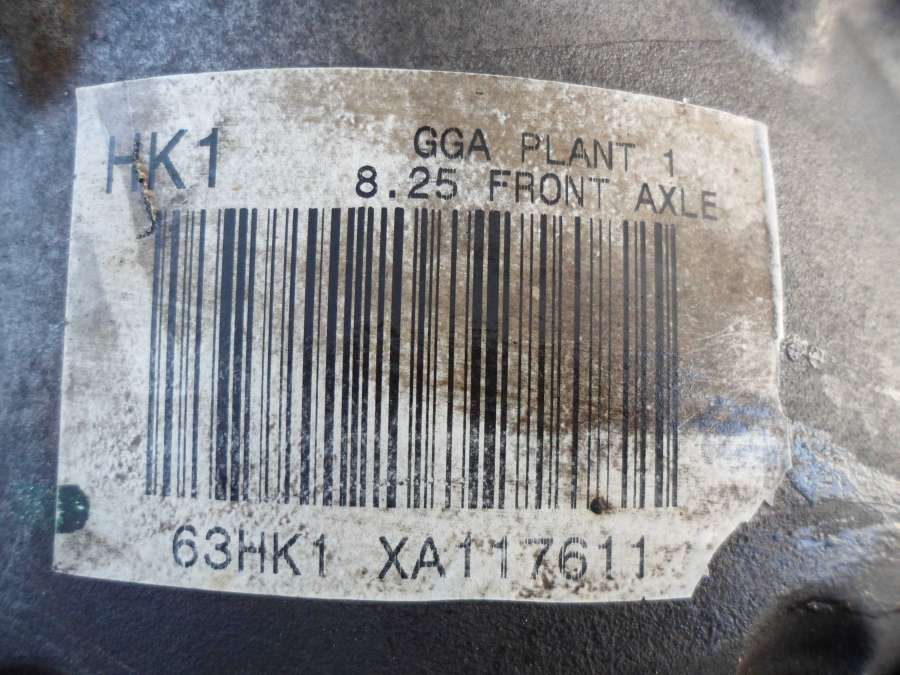 HK1
GGA PLANT 1
8.25 FRONT AXLE
63HK1 XA117611